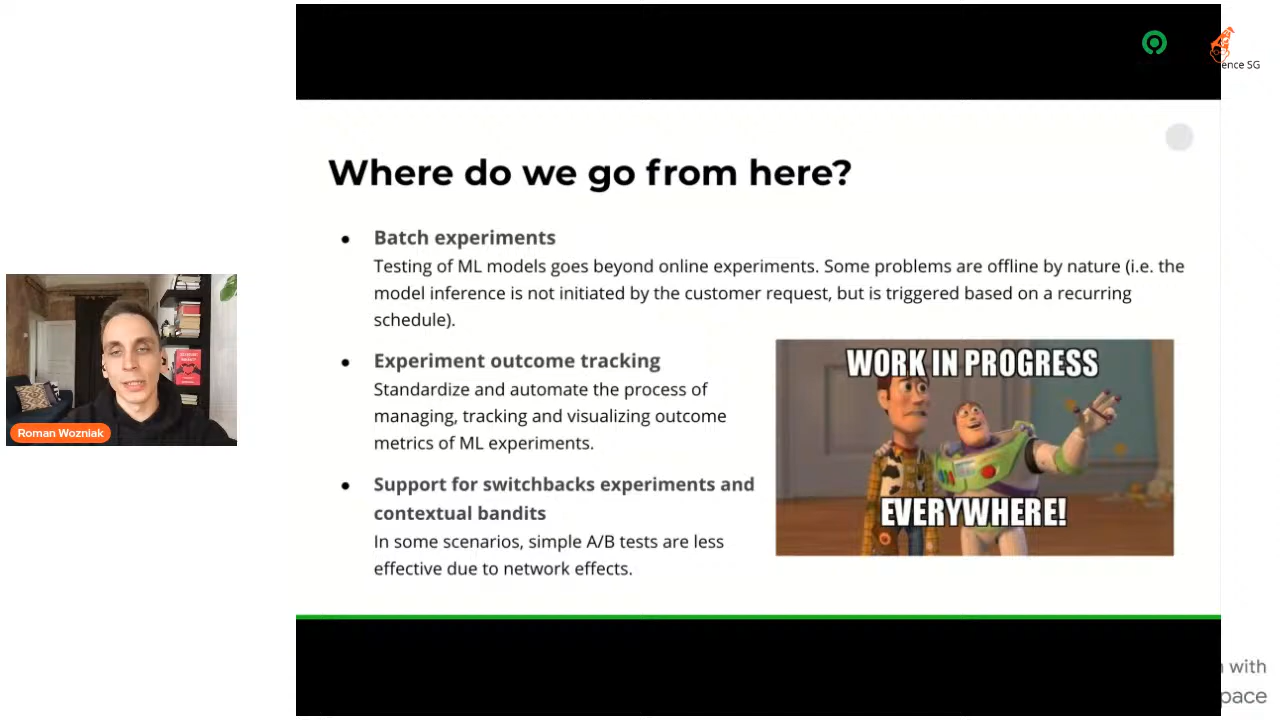 ence SG
Where do we go from here?
● Batch experiments
Testing of ML models goes beyond online experiments. Some problems are offline by nature (i.e. the
model inference is not initiated by the customer request, but is triggered based on a recurring
schedule).
● Experiment outcome tracking
Standardize and automate the process of
managing, tracking and visualizing outcome
metrics of ML experiments.
● Support for switchbacks experiments and
contextual bandits
In some scenarios, simple A/B tests are less
effective due to network effects.
WORK IN PROGRESS
EVERYWHERE!
Roman Wozniak
with
pace